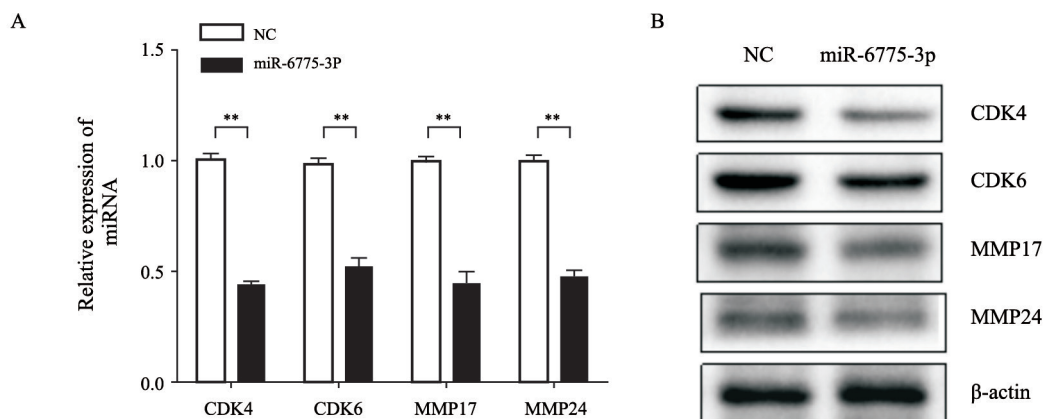 A
NC
miR-6775-3P
Relative expression of
miRNA
1.5
1.0
0.5
0.0
**
**
**
**
CDK4
CDK6
MMP17
MMP24
B
NC miR-6775-3p
CDK4
CDK6
MMP17
MMP24
β-actin